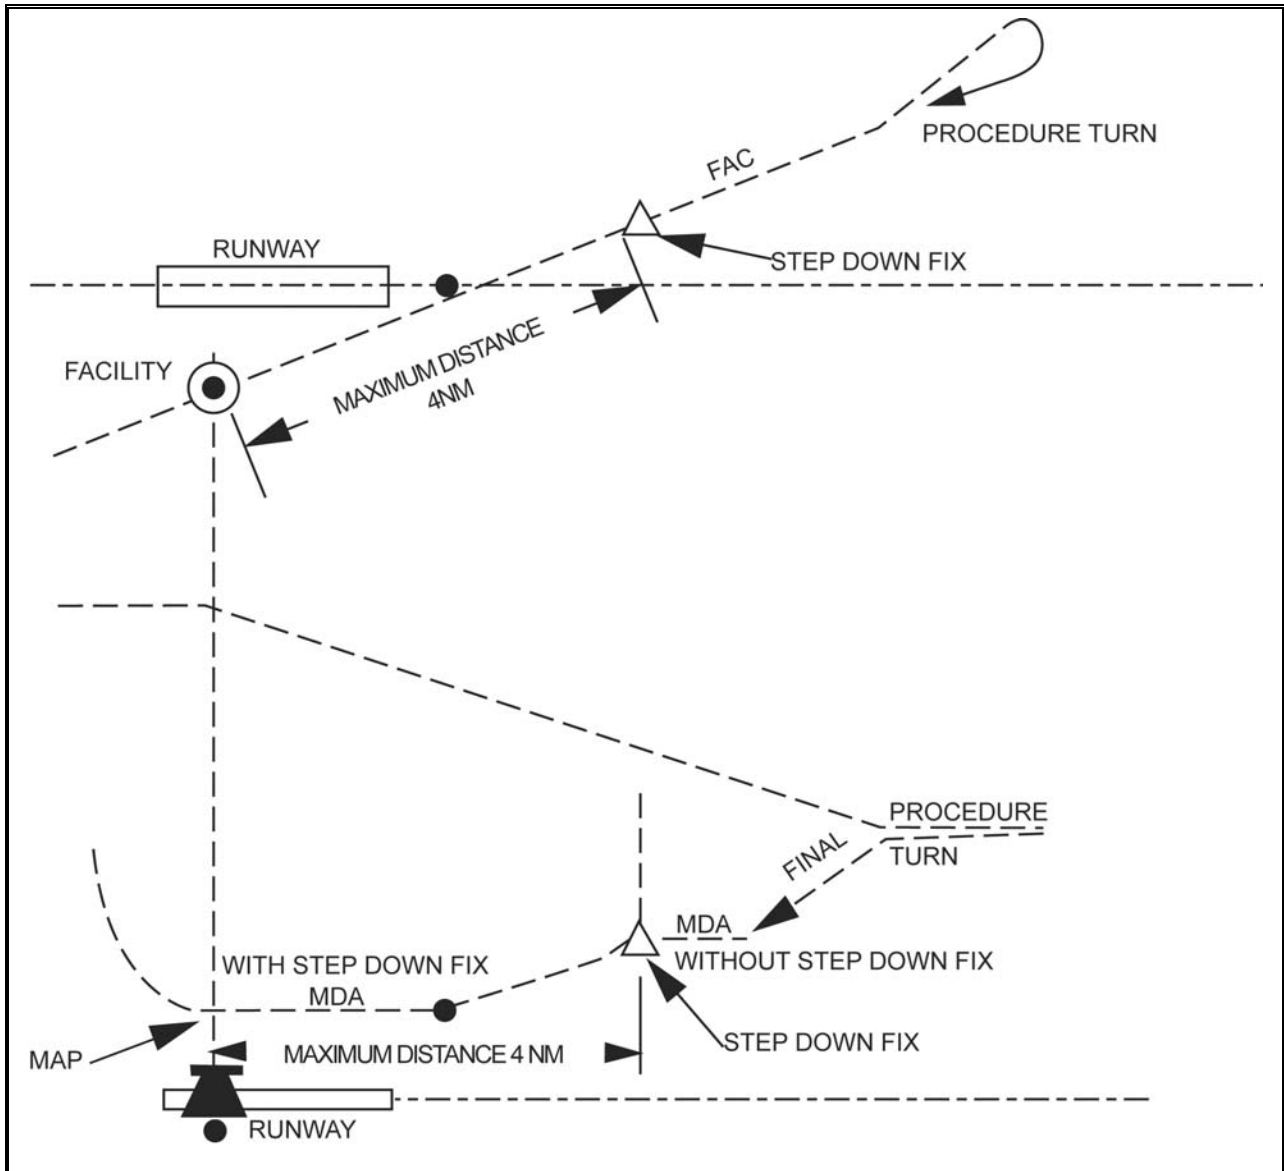 PROCEDURE TURN
FAC
RUNWAY
STEP DOWN FIX
FACILITY
MAXIMUM DISTANCE
4NM
PROCEDURE
TURN
FINAL
MDA
WITHOUT STEP DOWN FIX
WITH STEP DOWN FIX
MDA
STEP DOWN FIX
MAP
MAXIMUM DISTANCE 4 NM
RUNWAY